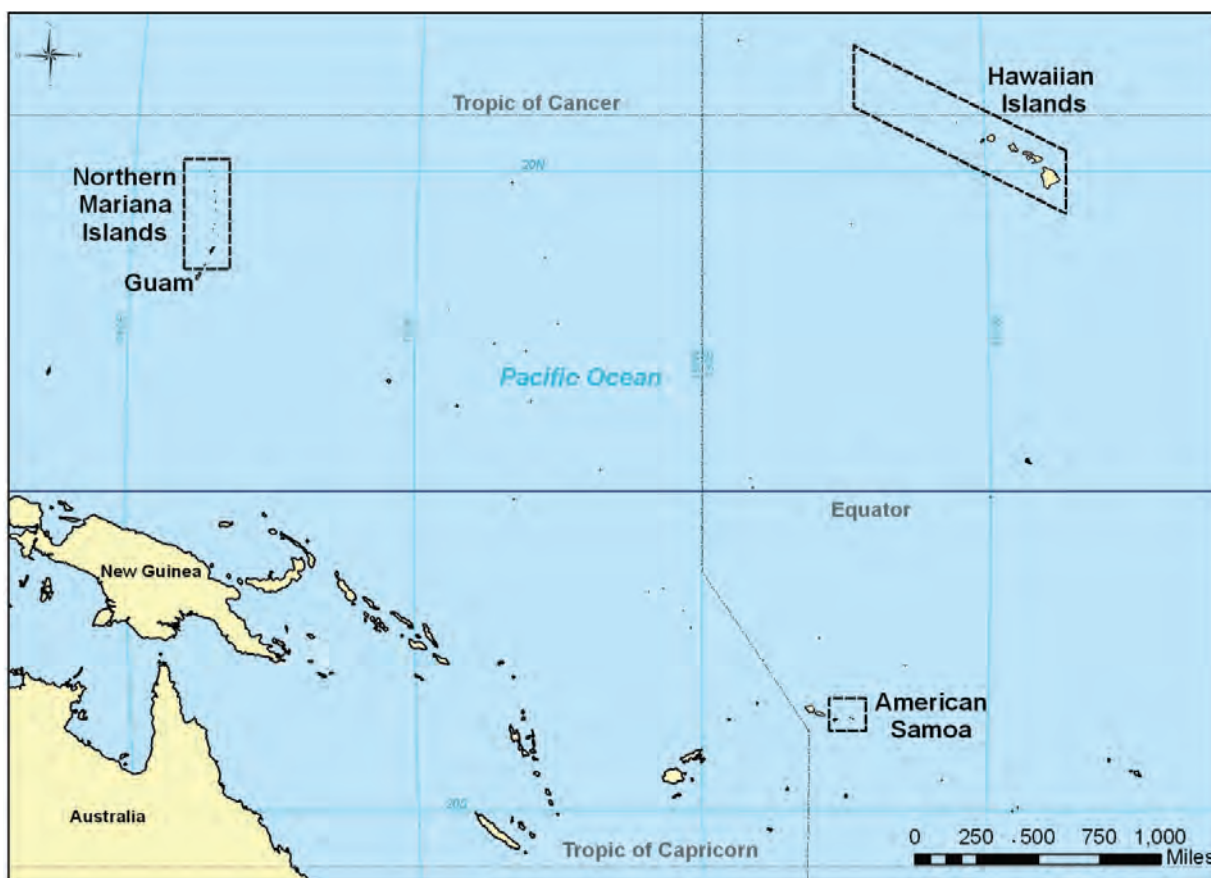 Hawaiian
Islands
Tropic of Cancer
20N
Northern
Mariana
Islands
Guam
Pacific Ocean
Equator
New Guinea
American
Samoa
Australia
20S
Tropic of Capricorn
0 250 500 750 1,000
Miles